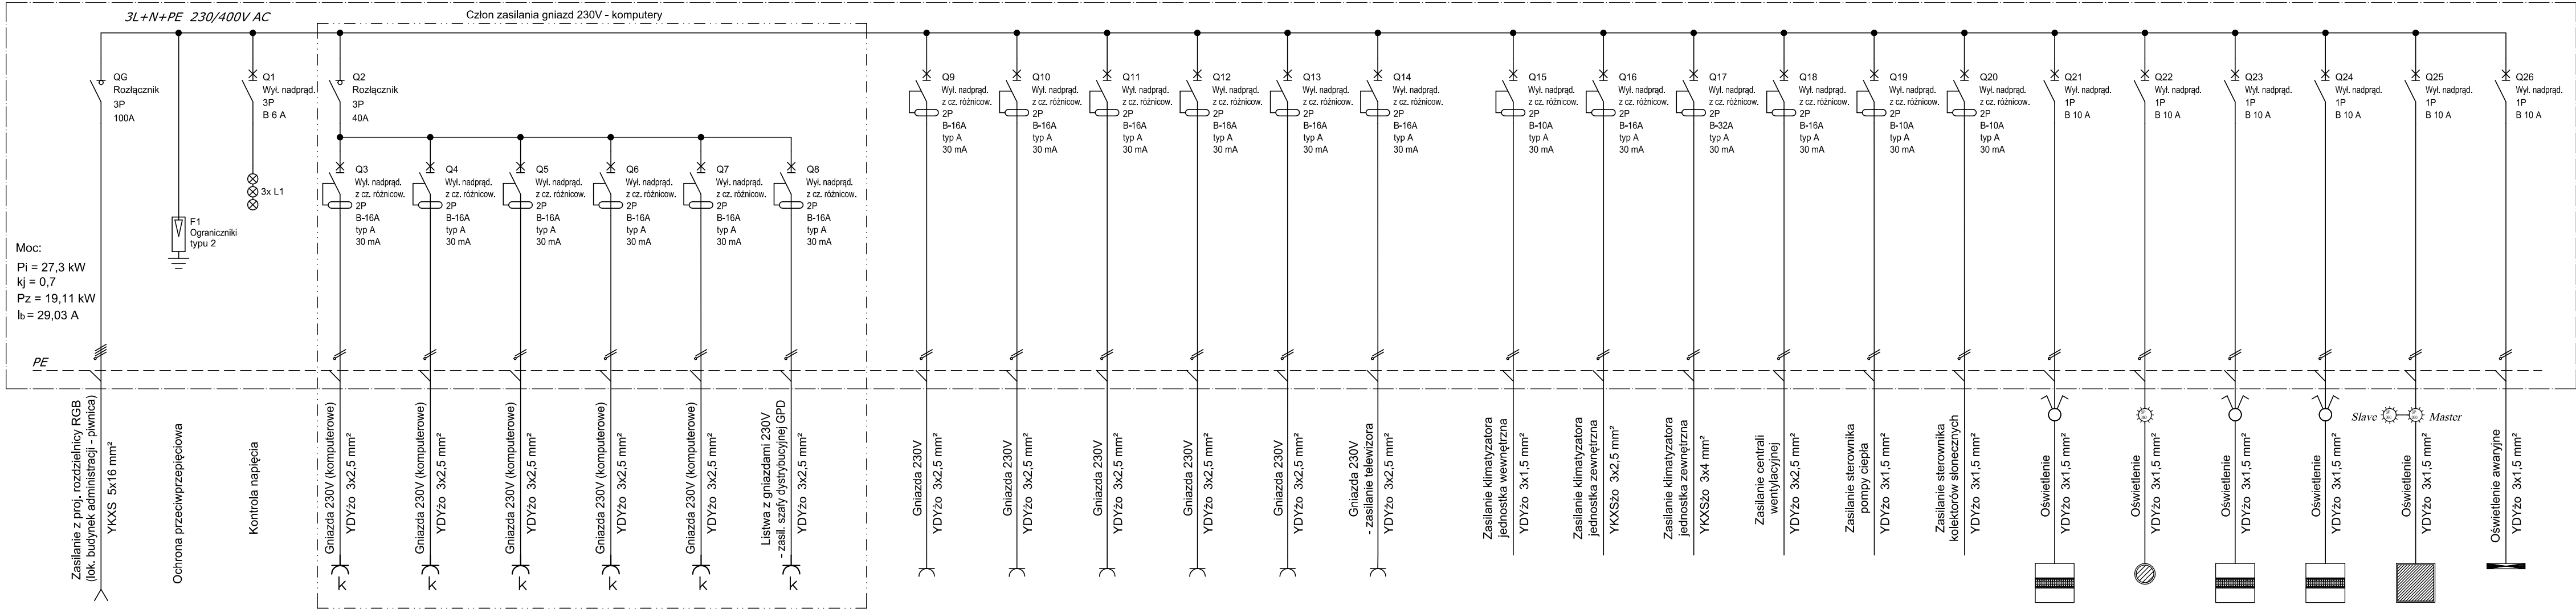 3L+N+PE 230/400V AC
Człon zasilania gniazd 230V - komputery
QG
Rozłącznik
3P
100A
Q1
Wył. nadprąd.
3P
B 6 A
3x L1
F1
Ograniczniki
typu 2
Q2
Rozłącznik
3P
40A
Q3
Wył. nadprąd.
z cz. różnicow.
2P
B-16A
typ A
30 mA
Q4
Wył. nadprąd.
z cz. różnicow.
2P
B-16A
typ A
30 mA
Q5
Wył. nadprąd.
z cz. różnicow.
2P
B-16A
typ A
30 mA
Q6
Wył. nadprąd.
z cz. różnicow.
2P
B-16A
typ A
30 mA
Q7
Wył. nadprąd.
z cz. różnicow.
2P
B-16A
typ A
30 mA
Q8
Wył. nadprąd.
z cz. różnicow.
2P
B-16A
typ A
30 mA
Q9
Wył. nadprąd.
z cz. różnicow.
2P
B-16A
typ A
30 mA
Q10
Wył. nadprąd.
z cz. różnicow.
2P
B-16A
typ A
30 mA
Q11
Wył. nadprąd.
z cz. różnicow.
2P
B-16A
typ A
30 mA
Q12
Wył. nadprąd.
z cz. różnicow.
2P
B-16A
typ A
30 mA
Q13
Wył. nadprąd.
z cz. różnicow.
2P
B-16A
typ A
30 mA
Q14
Wył. nadprąd.
z cz. różnicow.
2P
B-16A
typ A
30 mA
Q15
Wył. nadprąd.
z cz. różnicow.
2P
B-10A
typ A
30 mA
Q16
Wył. nadprąd.
z cz. różnicow.
2P
B-16A
typ A
30 mA
Q17
Wył. nadprąd.
z cz. różnicow.
2P
B-32A
typ A
30 mA
Q18
Wył. nadprąd.
z cz. różnicow.
2P
B-16A
typ A
30 mA
Q19
Wył. nadprąd.
z cz. różnicow.
2P
B-10A
typ A
30 mA
Q20
Wył. nadprąd.
z cz. różnicow.
2P
B-10A
typ A
30 mA
Q21
Wył. nadprąd.
1P
B 10 A
Q22
Wył. nadprąd.
1P
B 10 A
Q23
Wył. nadprąd.
1P
B 10 A
Q24
Wył. nadprąd.
1P
B 10 A
Q25
Wył. nadprąd.
1P
B 10 A
Q26
Wył. nadprąd.
1P
B 10 A
Moc:
Pi = 27,3 kW
kj = 0,7
Pz = 19,11 kW
Ib = 29,03 A
PE
Zasilanie z proj. rozdzielnicy RGB
(lok. budynek administracji - piwnica)
YKXS 5x16 mm²
Ochrona przeciwprzepięciowa
Kontrola napięcia
Gniazda 230V (komputerowe)
YDYżo 3x2,5 mm²
k
Gniazda 230V (komputerowe)
YDYżo 3x2,5 mm²
k
Gniazda 230V (komputerowe)
YDYżo 3x2,5 mm²
k
Gniazda 230V (komputerowe)
YDYżo 3x2,5 mm²
k
Gniazda 230V (komputerowe)
YDYżo 3x2,5 mm²
k
Listwa z gniazdami 230V
- zasil. szafy dystrybucyjnej GPD
YDYżo 3x2,5 mm²
k
Gniazda 230V
YDYżo 3x2,5 mm²
Gniazda 230V
YDYżo 3x2,5 mm²
Gniazda 230V
YDYżo 3x2,5 mm²
Gniazda 230V
YDYżo 3x2,5 mm²
Gniazda 230V
YDYżo 3x2,5 mm²
Gniazda 230V
- zasilanie telewizora
YDYżo 3x2,5 mm²
Zasilanie klimatyzatora
jednostka wewnętrzna
YDYżo 3x1,5 mm²
Zasilanie klimatyzatora
jednostka zewnętrzna
YKXSżo 3x2,5 mm²
Zasilanie klimatyzatora
jednostka zewnętrzna
YKXSżo 3x4 mm²
Zasilanie centrali
wentylacyjnej
YDYżo 3x2,5 mm²
Zasilanie sterownika
pompy ciepła
YDYżo 3x1,5 mm²
Zasilanie sterownika
kolektorów słonecznych
YDYżo 3x1,5 mm²
Oświetlenie
YDYżo 3x1,5 mm²
Oświetlenie
YDYżo 3x1,5 mm²
Oświetlenie
YDYżo 3x1,5 mm²
Oświetlenie
YDYżo 3x1,5 mm²
Slave
Master
Oświetlenie
YDYżo 3x1,5 mm²
Oświetlenie awaryjne
YDYżo 3x1,5 mm²